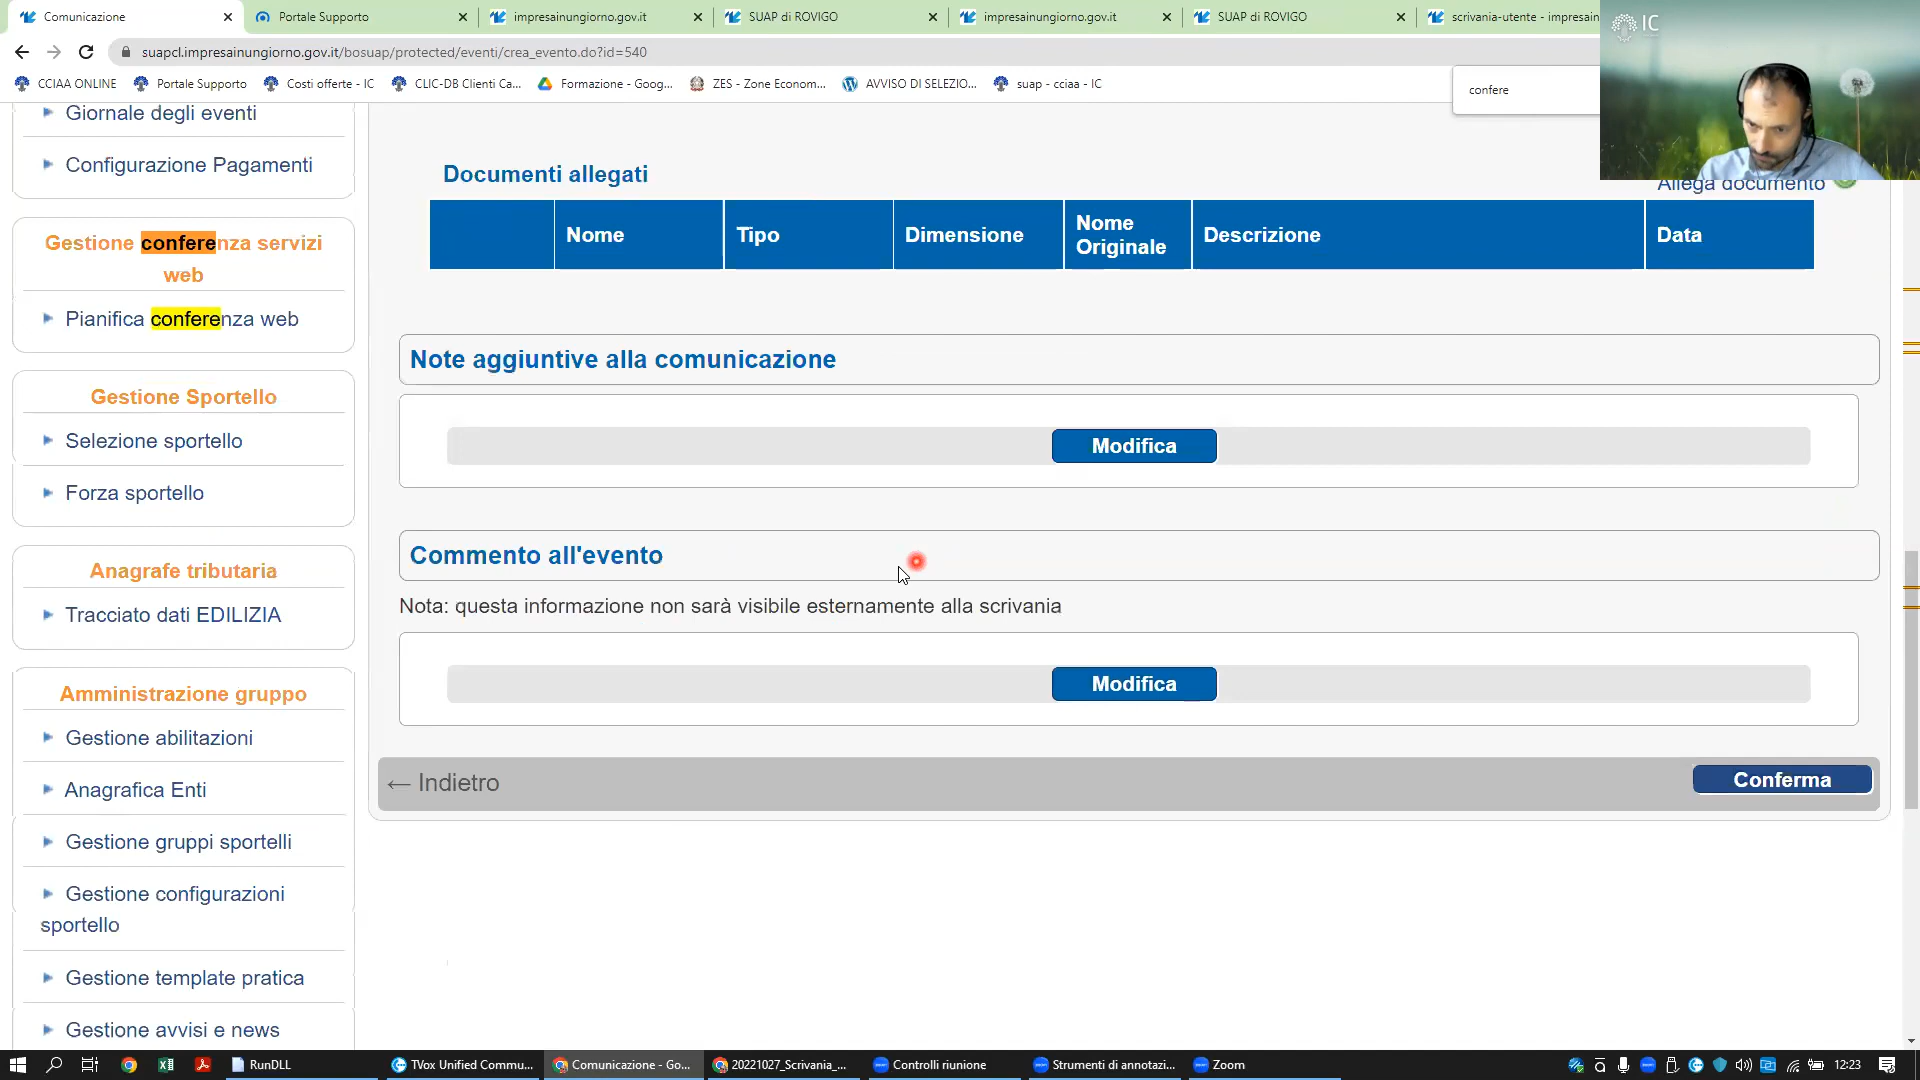 Comunicazione
Portale Supporto
impresainungiorno.gov.it
SUAP di ROVIGO
impresainungiorno.gov.it
SUAP di ROVIGO
scrivania-utente - impresain
IC
suapcl.impresainungiorno.gov.it/bosuap/protected/eventi/crea_evento.do?id=540
CCIAA ONLINE
Portale Supporto
Costi offerte - IC
CLIC-DB Clienti Ca...
Formazione - Goog...
ZES - Zone Econom...
AVVISO DI SELEZIO...
suap - cciaa - IC
confere
Giornale degli eventi
Configurazione Pagamenti
Gestione conferenza servizi
web
Pianifica conferenza web
Gestione Sportello
Selezione sportello
Forza sportello
Anagrafe tributaria
Tracciato dati EDILIZIA
Amministrazione gruppo
Gestione abilitazioni
Anagrafica Enti
Gestione gruppi sportelli
Gestione configurazioni
sportello
Gestione template pratica
Gestione avvisi e news
Documenti allegati
Allega documento
Nome
Tipo
Dimensione
Nome
Originale
Descrizione
Data
Note aggiuntive alla comunicazione
Modifica
Commento all'evento
Nota: questa informazione non sarà visibile esternamente alla scrivania
Modifica
← Indietro
Conferma
RunDLL
TVox Unified Commu...
Comunicazione - Go...
20221027_Scrivania_...
Controlli riunione
Strumenti di annotazi...
Zoom
12:23